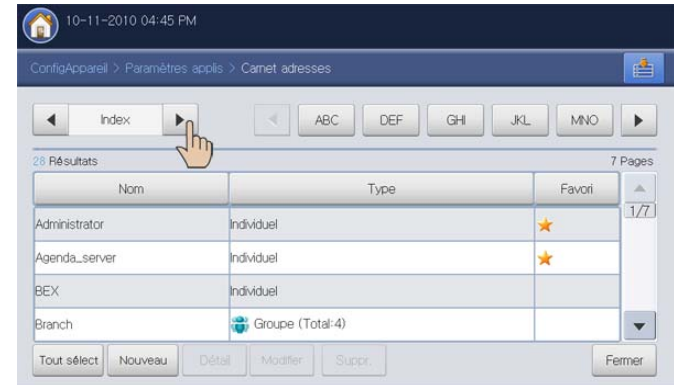 10-11-2010 04:45 PM
ConfigAppareil > Paramètres applis > Carnet adresses
Index ABC DEF GHI JKL MNO
28 Résultats 7 Pages
Nom Type Favori
1/7
Administrator Individuel
Agenda_server Individuel
BEX Individuel
Branch Groupe (Total:4)
Tout sélect Nouveau Détail Modifier Suppr. Fermer